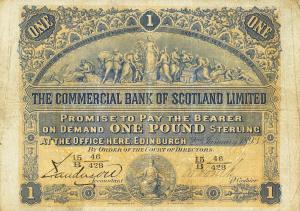 ONE 1 ONE
THE COMMERCIAL BANK OF SCOTLAND LIMITED
PROMISE TO PAY THE BEARER
ON DEMAND ONE POUND STERLING
AT THE OFFICE HERE, EDINBURGH
BY ORDER OF THE COURT OF DIRECTORS
15 46 15 46
B 428 B 428
Accountant Cashier
1 1